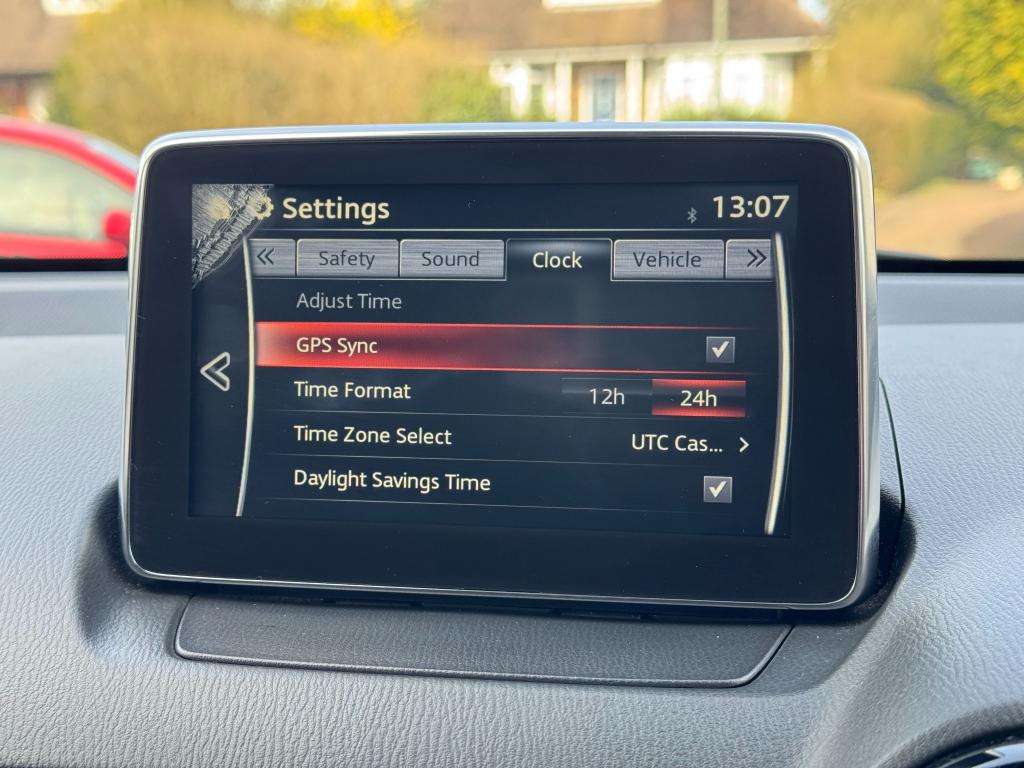 Settings 13:07
Safety Sound Clock Vehicle
Adjust Time
GPS Sync
Time Format 12h 24h
Time Zone Select UTC Cas...
Daylight Savings Time